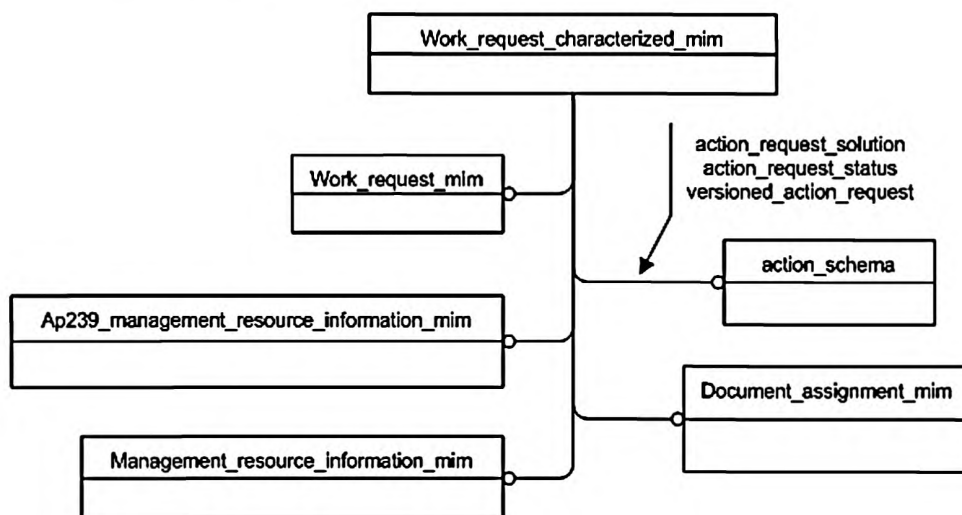 Work_request_characterized_mim
action_request_solution
action_request_status
versioned_action_request
Work_request_mim
action_schema
Ap239_management_resource_information_mim
Document_assignment_mim
Management_resource_information_mim